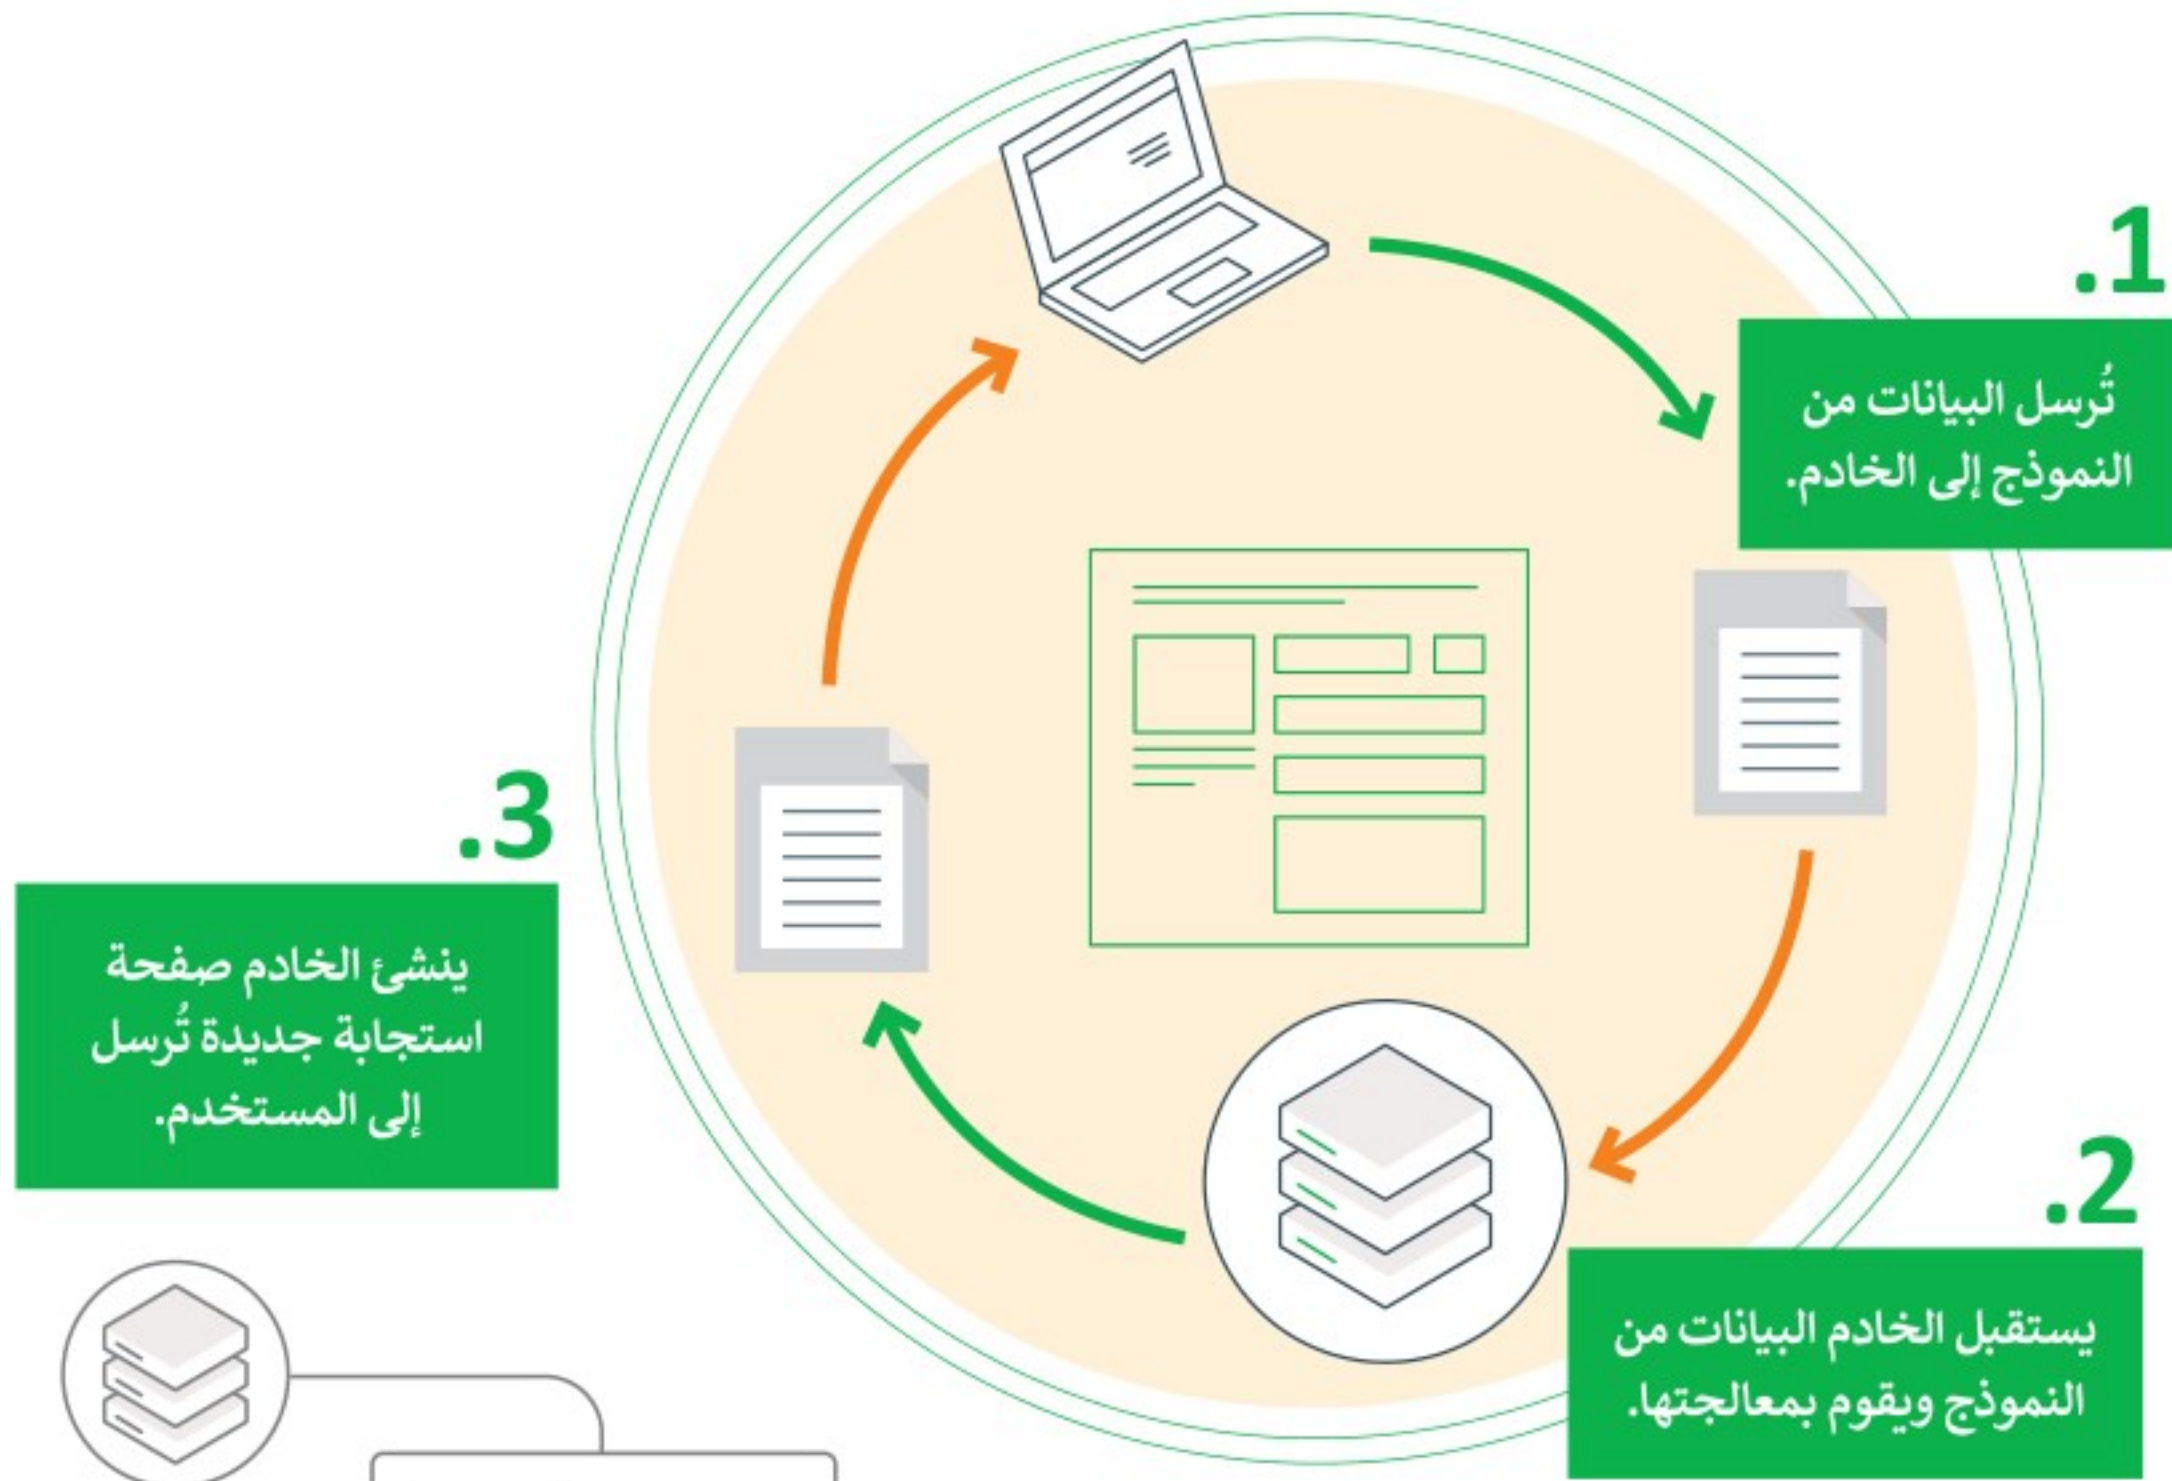 .1
تُرسل البيانات من
النموذج إلى الخادم.
.2
يستقبل الخادم البيانات من
النموذج ويقوم بمعالجتها.
.3
ينشئ الخادم صفحة
استجابة جديدة تُرسل
إلى المستخدم.